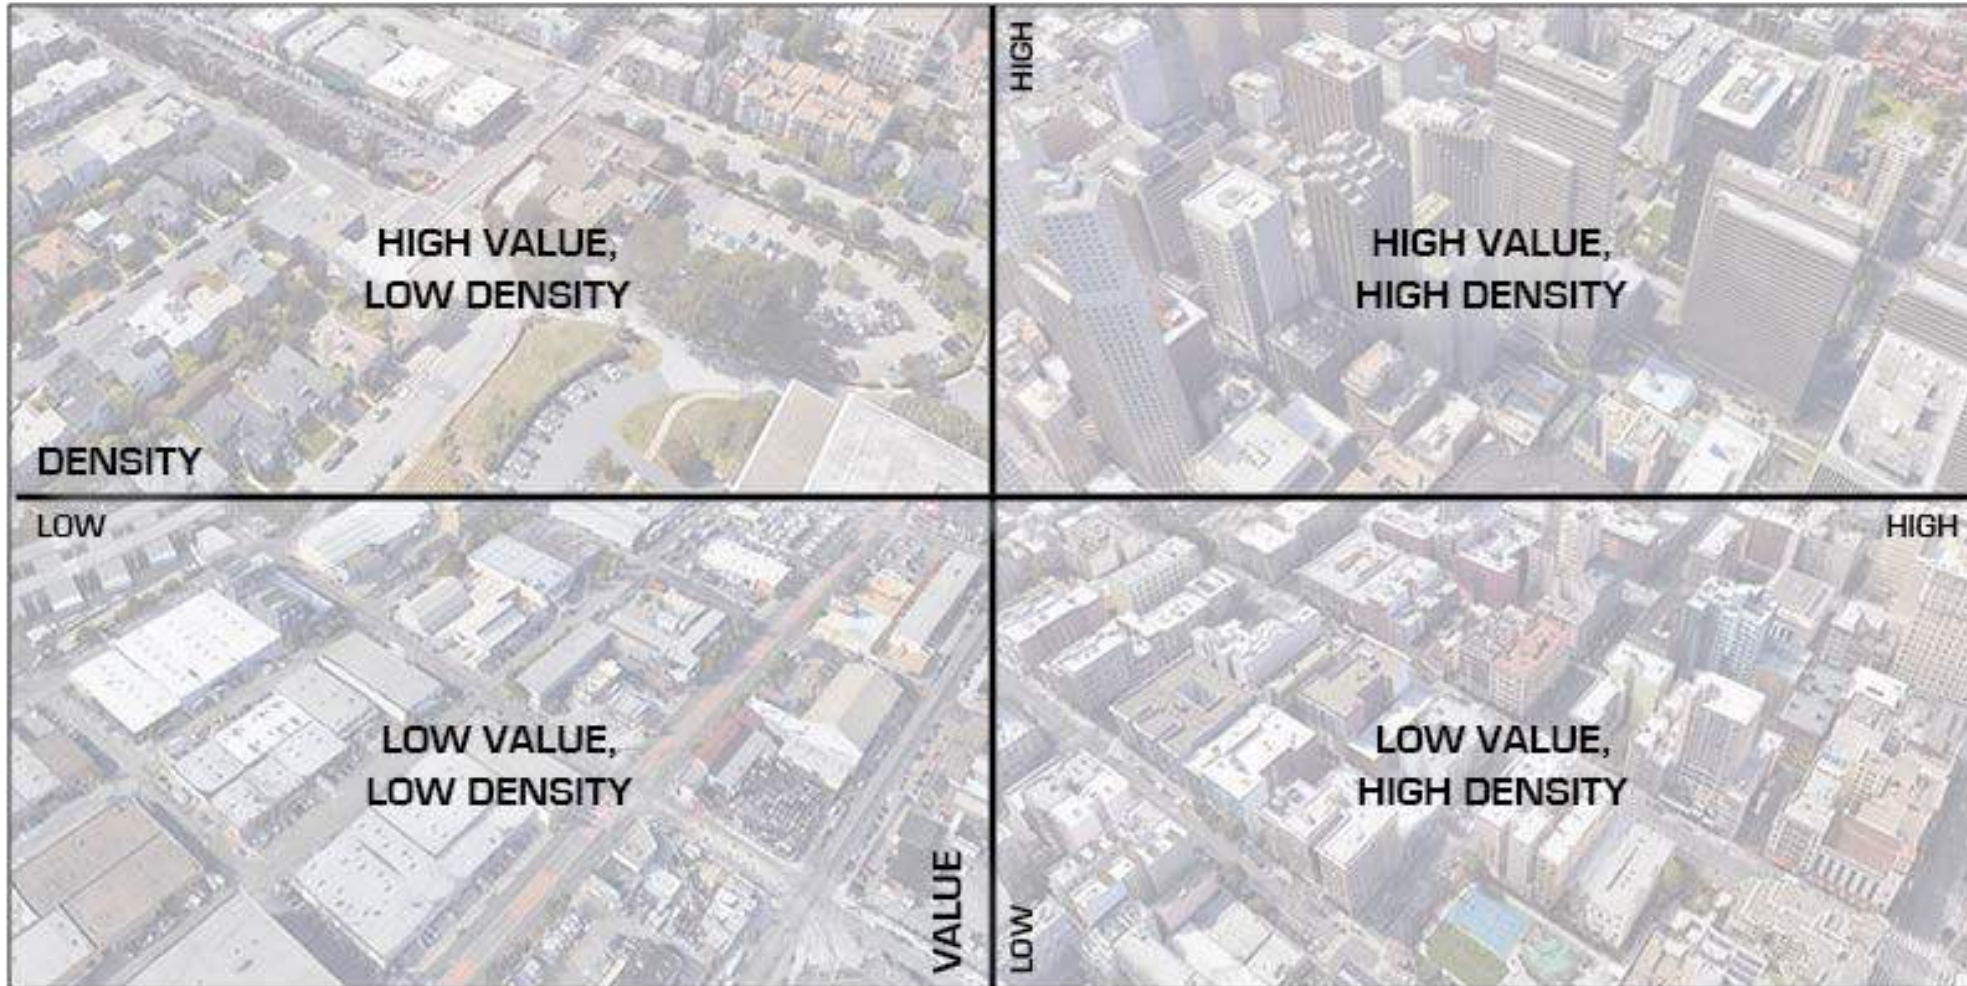 HIGH
HIGH VALUE,
LOW DENSITY
HIGH VALUE,
HIGH DENSITY
DENSITY
LOW
HIGH
LOW VALUE,
LOW DENSITY
LOW VALUE,
HIGH DENSITY
VALUE
LOW